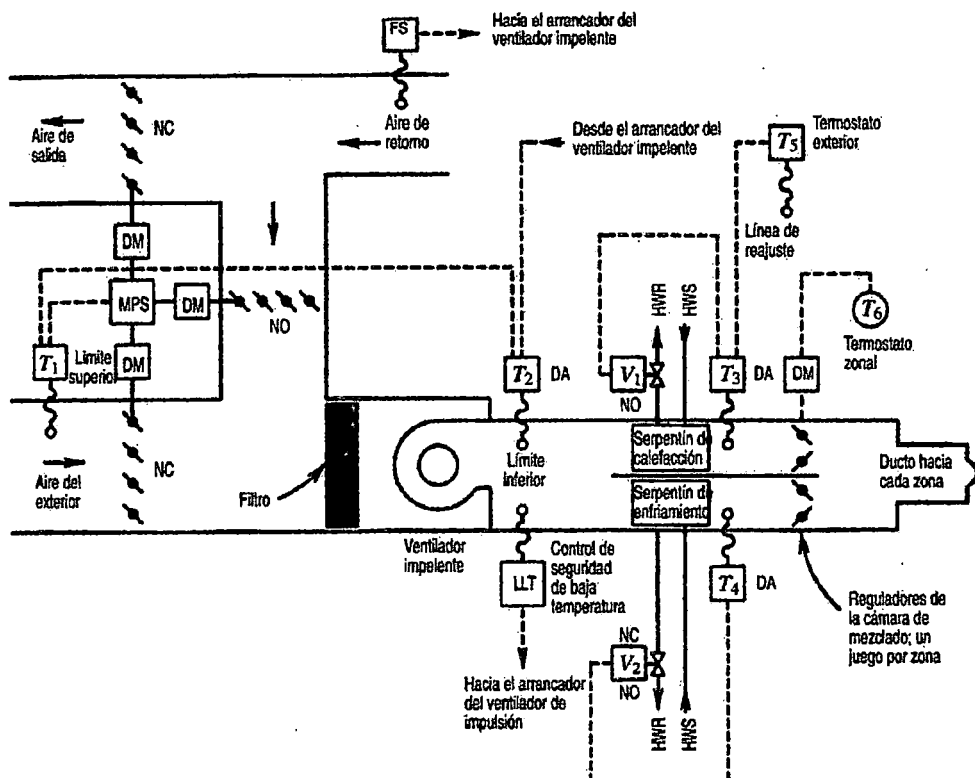 FS
Hacia el arrancador del
ventilador impelente
Aire de
salida
NC
Aire de
retorno
Desde el arrancador del
ventilador impelente
T5
Termostato
exterior
Línea de
reajuste
DM
MPS
DM
NO
HWR
HWS
T6
Termostato
zonal
T1
Límite
superior
DM
T2
DA
V1
NO
T3
DA
DM
Aire del
exterior
NC
Filtro
Límite
inferior
Serpentín de
calefacción
Serpentín de
enfriamiento
Ducto hacia
cada zona
Ventilador
impelente
LLT
Control de
seguridad
de baja
temperatura
T4
DA
Reguladores de
la cámara de
mezclado; un
juego por zona
NC
V2
NO
Hacia el arrancador
del ventilador de
impulsión
HWR
HWS